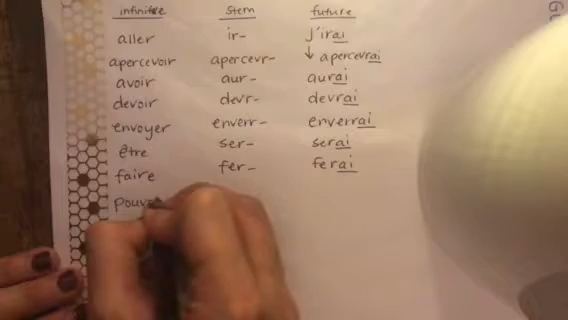 infinitive stem future
aller ir- j'irai
apercevoir apercevr- ↓ apercevrai
avoir aur- aurai
devoir devr- devrai
envoyer enverr- enverrai
être ser- serai
faire fer- ferai